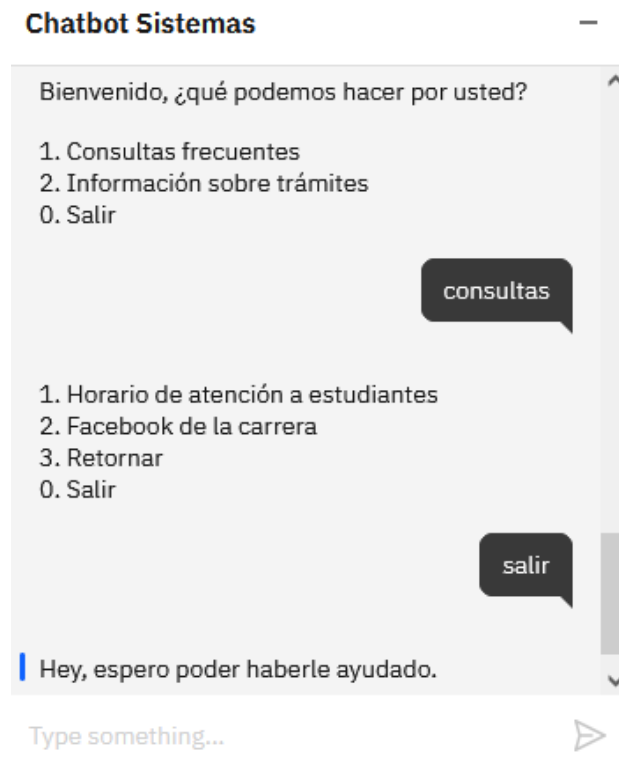 Chatbot Sistemas
Bienvenido, ¿qué podemos hacer por usted?
1. Consultas frecuentes
2. Información sobre trámites
0. Salir
consultas
1. Horario de atención a estudiantes
2. Facebook de la carrera
3. Retornar
0. Salir
salir
Hey, espero poder haberle ayudado.
Type something...